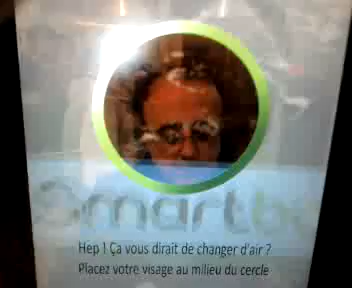 Smart
Hep ! Ça vous dirait de changer d'air ?
Placez votre visage au milieu du cercle